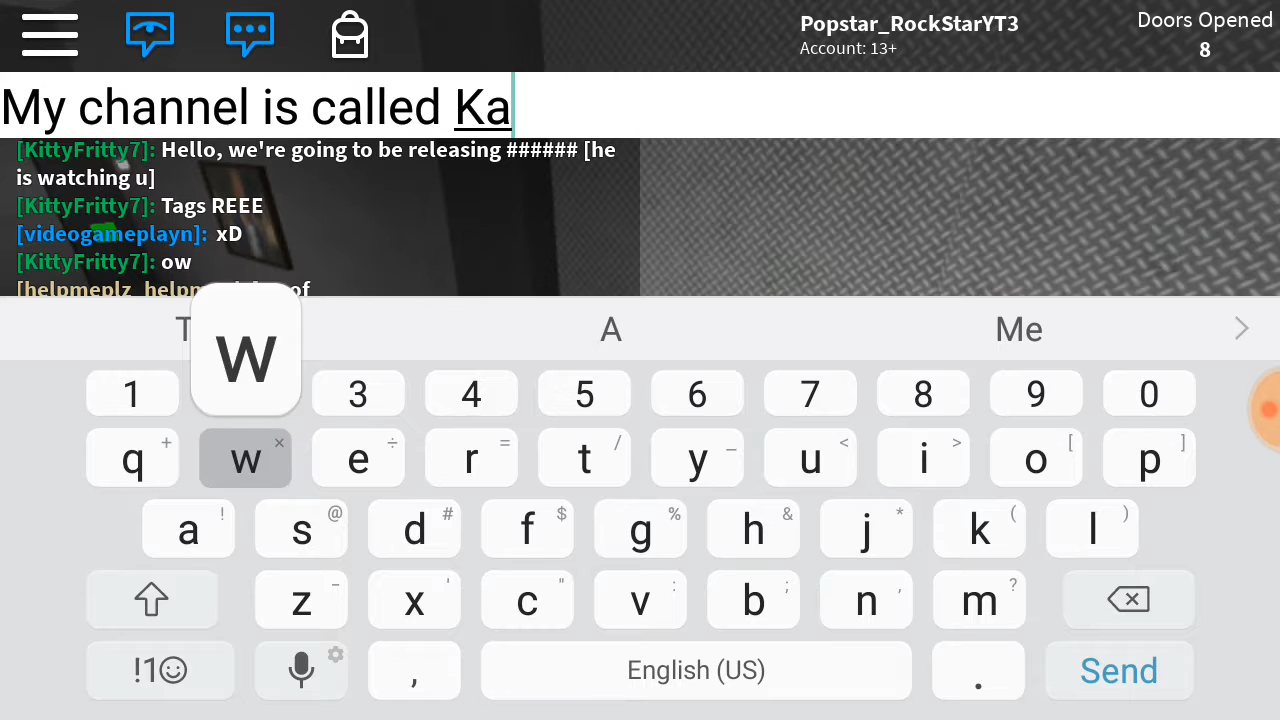 Popstar_RockStarYT3
Account: 13+
Doors Opened
8
My channel is called Ka
[KittyFritty7]: Hello, we're going to be releasing ###### [he
is watching u]
[KittyFritty7]: Tags REEE
[videogameplayn]: xD
[KittyFritty7]: ow
A Me
w
1 3 4 5 6 7 8 9 0
q + w × e ÷ r = t / y _ u < i > o [ p ]
a ! s @ d # f $ g % h & j * k ( l )
z - x ' c " v : b ; n , m ?
!1☺ , English (US) . Send